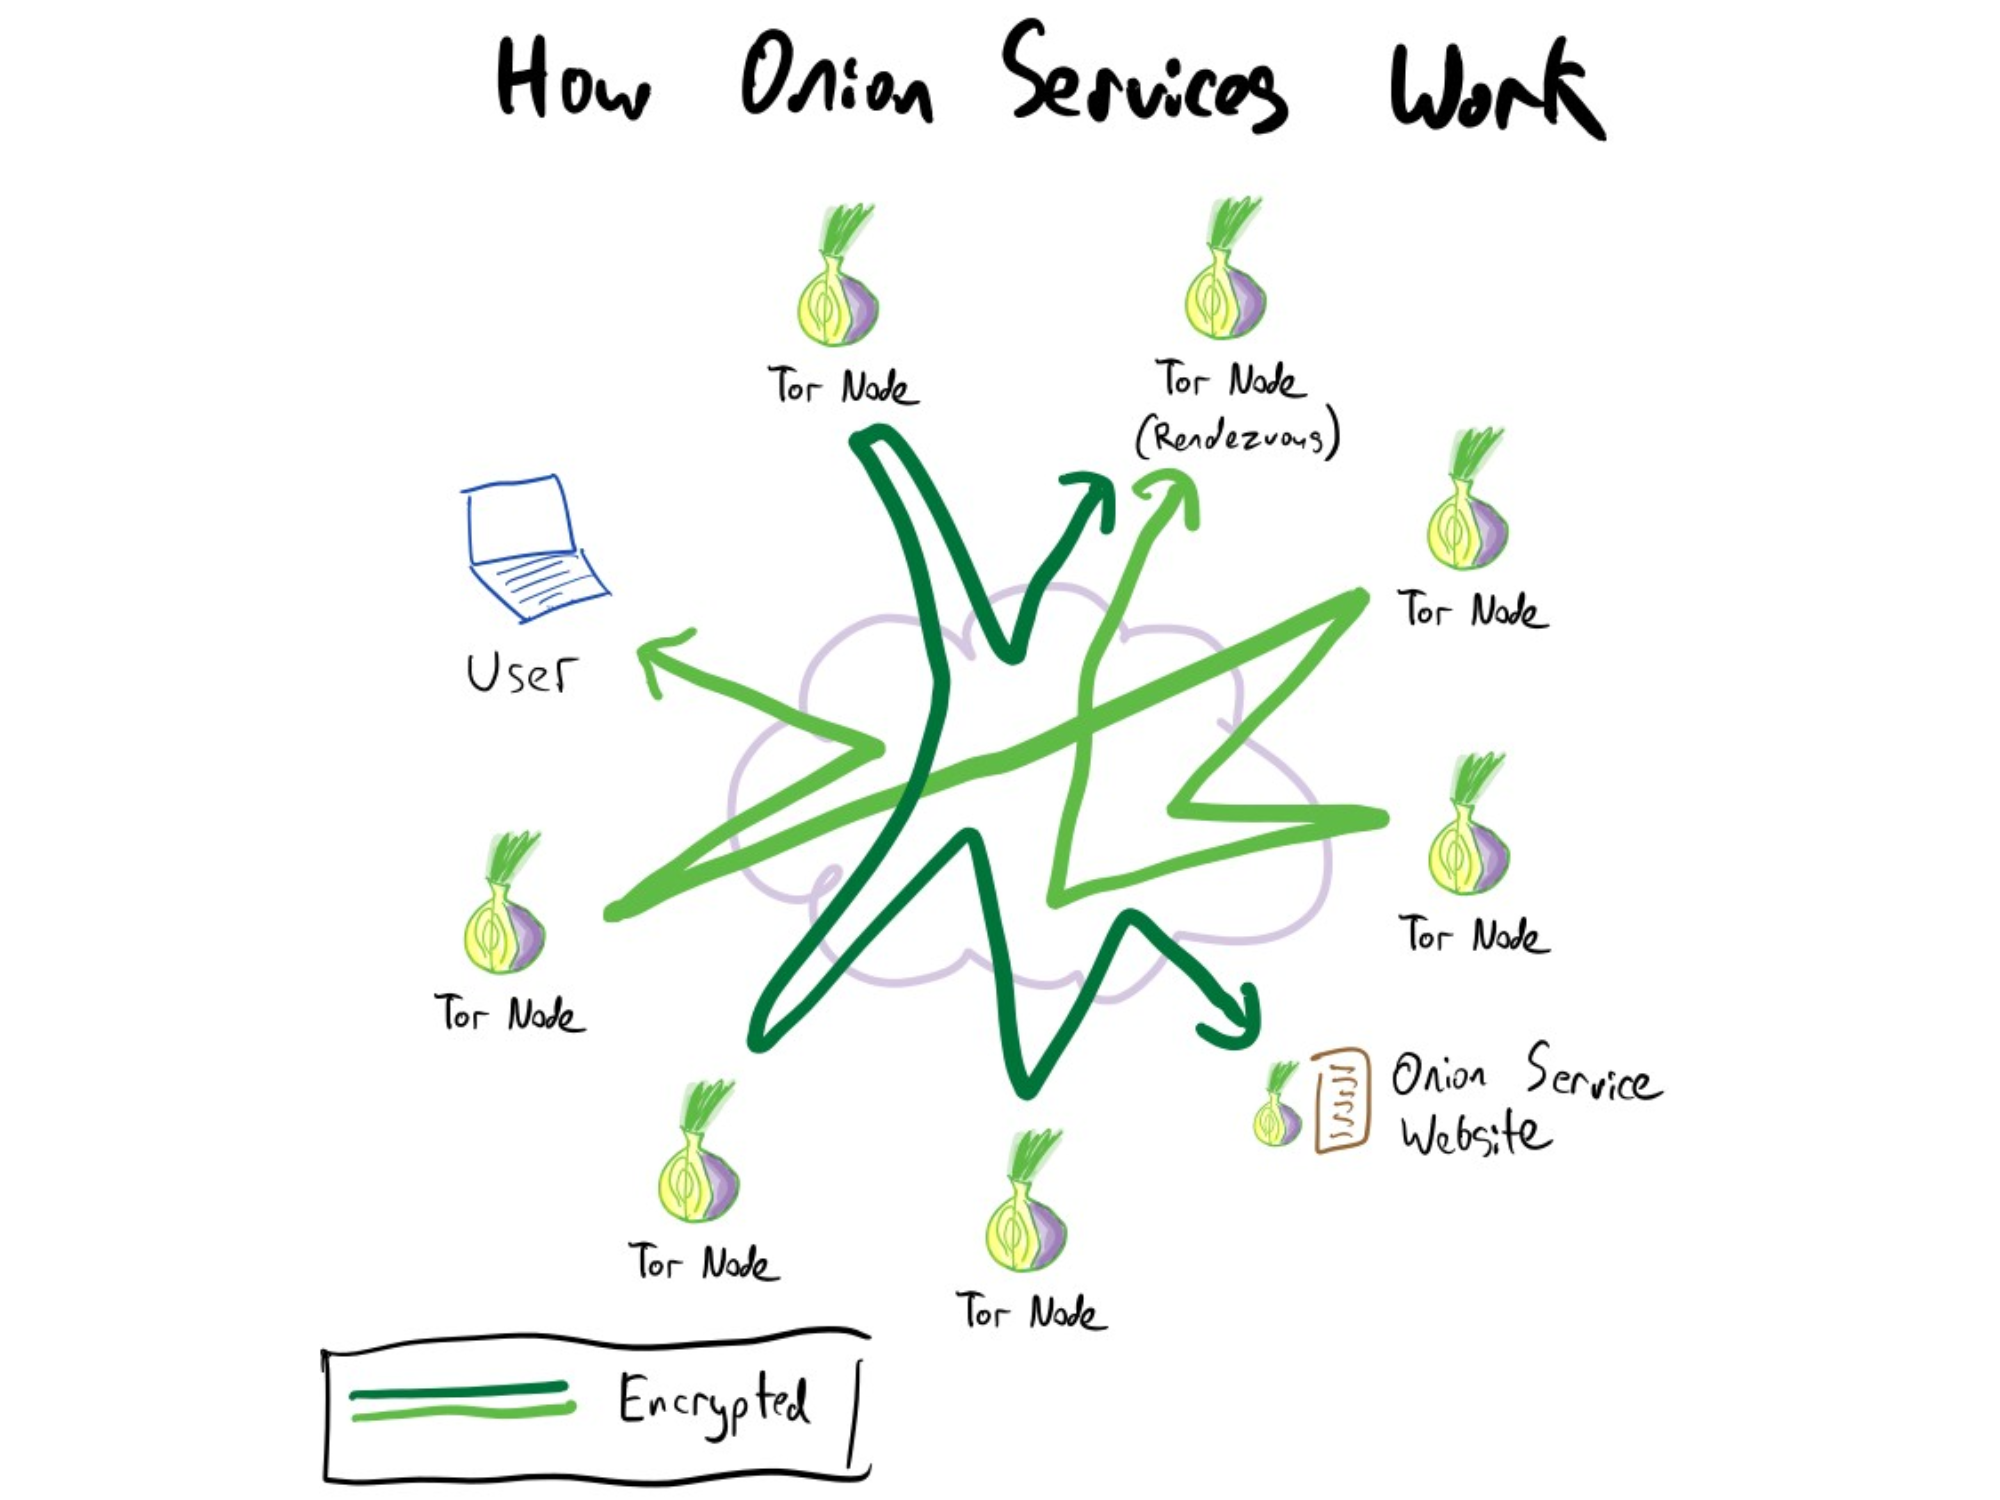 How Onion Services Work
Tor Node
Tor Node
(Rendezvous)
Tor Node
User
Tor Node
Tor Node
Onion Service
Website
Tor Node
Tor Node
Encrypted